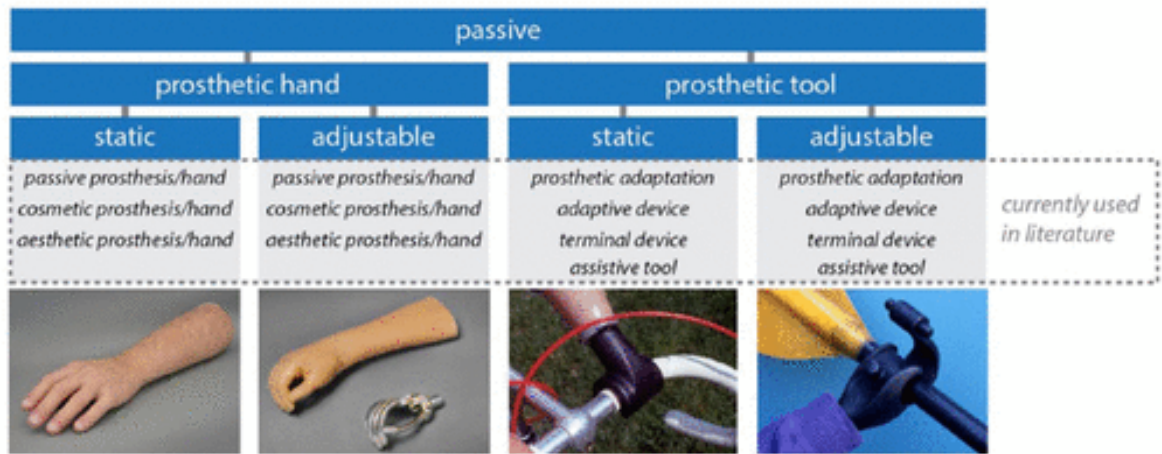 passive
prosthetic hand
prosthetic tool
static
adjustable
static
adjustable
passive prosthesis/hand
cosmetic prosthesis/hand
aesthetic prosthesis/hand
passive prosthesis/hand
cosmetic prosthesis/hand
aesthetic prosthesis/hand
prosthetic adaptation
adaptive device
terminal device
assistive tool
prosthetic adaptation
adaptive device
terminal device
assistive tool
currently used
in literature